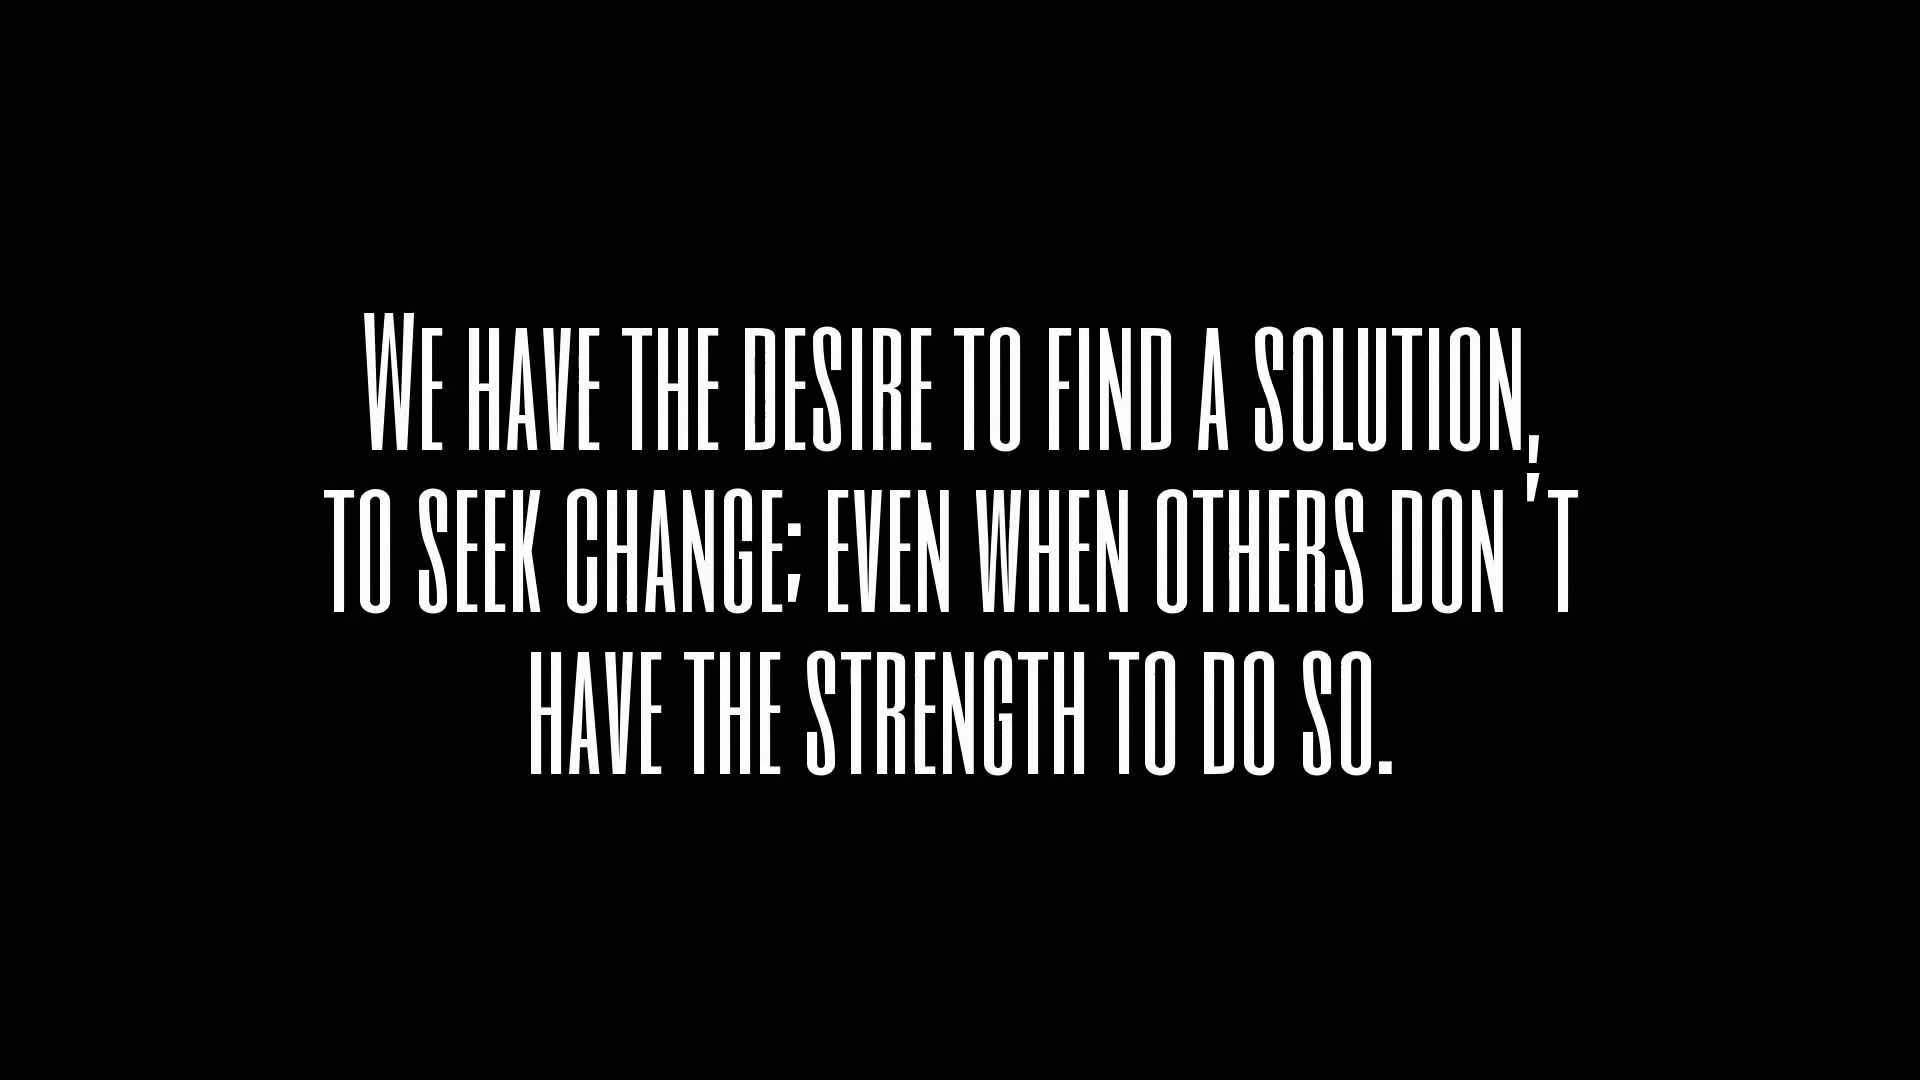 We have the desire to find a solution,
to seek change; even when others don't
have the strength to do so.